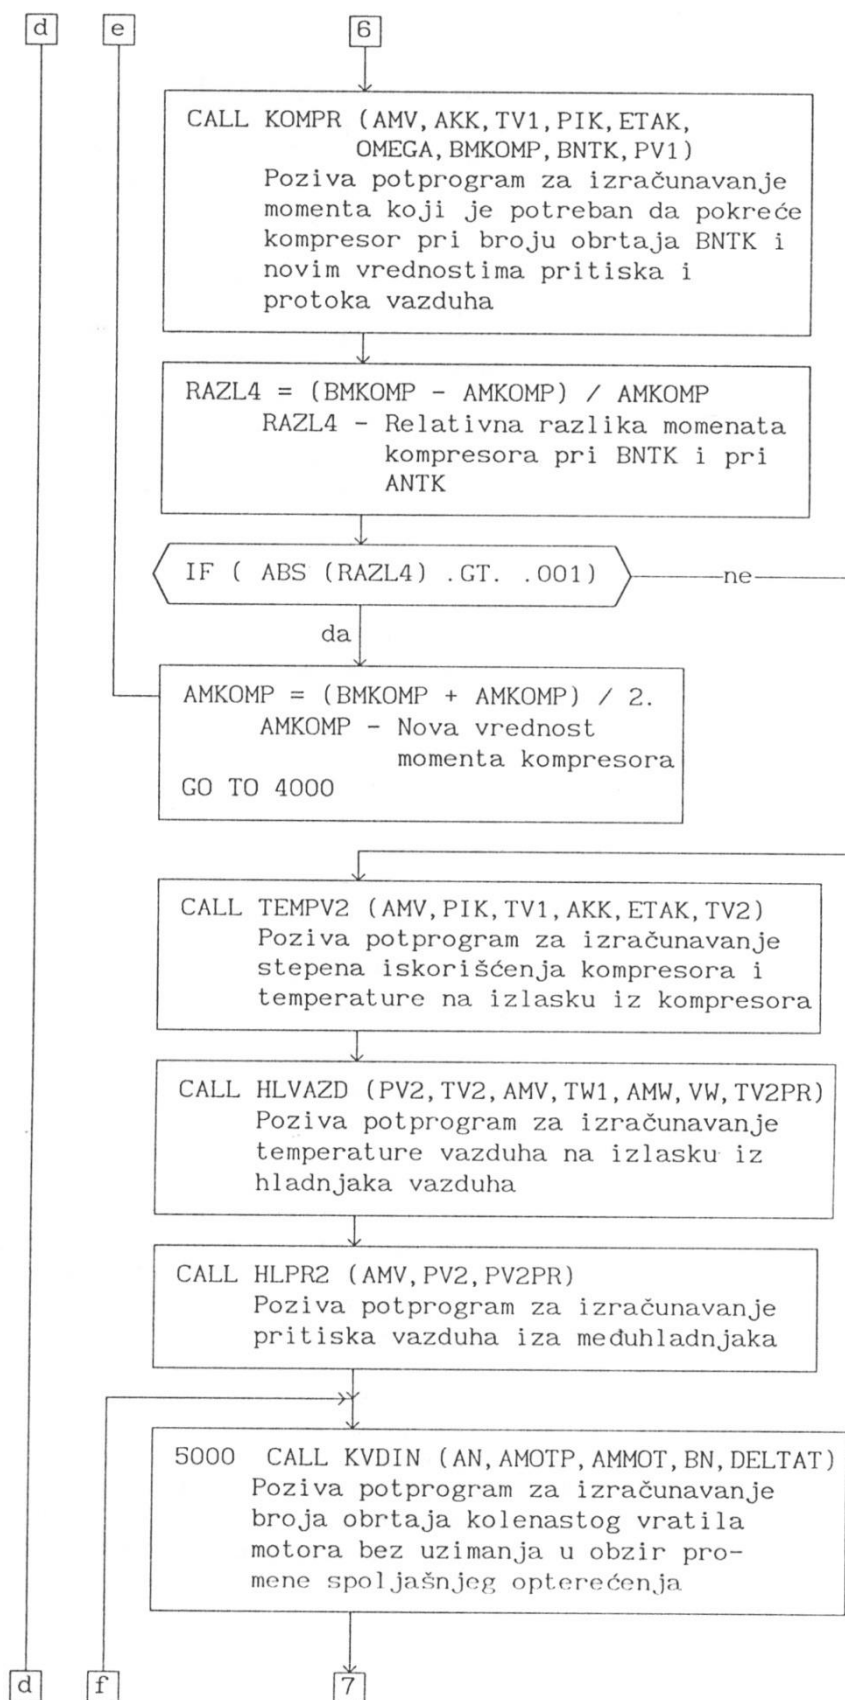 d e 6
CALL KOMPR (AMV,AKK,TV1,PIK,ETAK,
OMEGA,BMKOMP,BNTK,PV1)
Poziva potprogram za izračunavanje
momenta koji je potreban da pokreće
kompresor pri broju obrtaja BNTK i
novim vrednostima pritiska i
protoka vazduha
RAZL4 = (BMKOMP - AMKOMP) / AMKOMP
RAZL4 - Relativna razlika momenata
kompresora pri BNTK i pri
ANTK
IF ( ABS (RAZL4) .GT. .001)
ne
da
AMKOMP = (BMKOMP + AMKOMP) / 2.
AMKOMP - Nova vrednost
momenta kompresora
GO TO 4000
CALL TEMPV2 (AMV,PIK,TV1,AKK,ETAK,TV2)
Poziva potprogram za izračunavanje
stepena iskorišćenja kompresora i
temperature na izlasku iz kompresora
CALL HLVAZD (PV2,TV2,AMV,TW1,AMW,VW,TV2PR)
Poziva potprogram za izračunavanje
temperature vazduha na izlasku iz
hladnjaka vazduha
CALL HLPR2 (AMV,PV2,PV2PR)
Poziva potprogram za izračunavanje
pritiska vazduha iza međuhladnjaka
5000 CALL KVDIN (AN,AMOTP,AMMOT,BN,DELTAT)
Poziva potprogram za izračunavanje
broja obrtaja kolenastog vratila
motora bez uzimanja u obzir pro-
mene spoljašnjeg opterećenja
d f 7